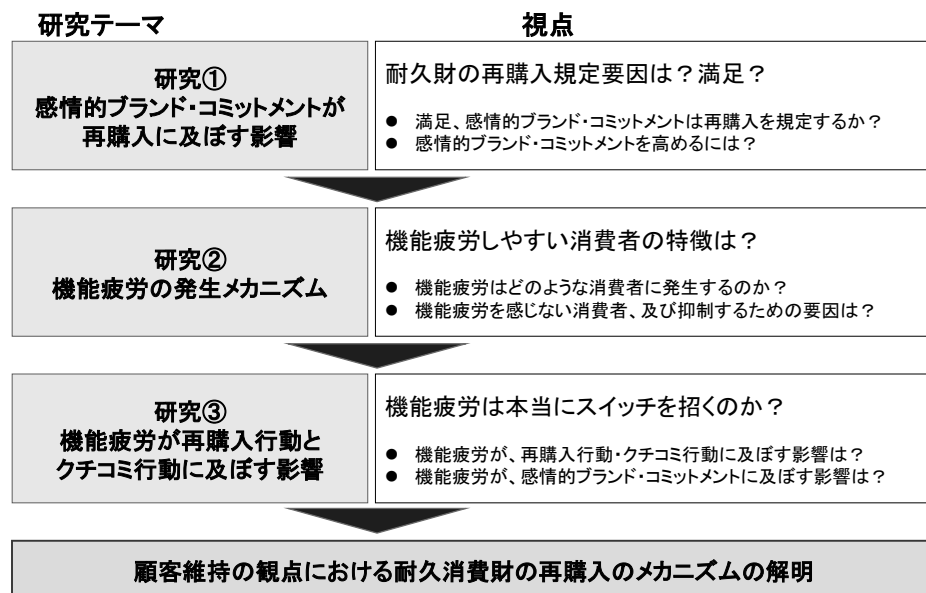 研究テーマ
視点
研究①
感情的ブランド・コミットメントが
再購入に及ぼす影響
耐久財の再購入規定要因は？満足？
● 満足、感情的ブランド・コミットメントは再購入を規定するか？
● 感情的ブランド・コミットメントを高めるには？
研究②
機能疲労の発生メカニズム
機能疲労しやすい消費者の特徴は？
● 機能疲労はどのような消費者に発生するのか？
● 機能疲労を感じない消費者、及び抑制するための要因は？
研究③
機能疲労が再購入行動と
クチコミ行動に及ぼす影響
機能疲労は本当にスイッチを招くのか？
● 機能疲労が、再購入行動・クチコミ行動に及ぼす影響は？
● 機能疲労が、感情的ブランド・コミットメントに及ぼす影響は？
顧客維持の観点における耐久消費財の再購入のメカニズムの解明